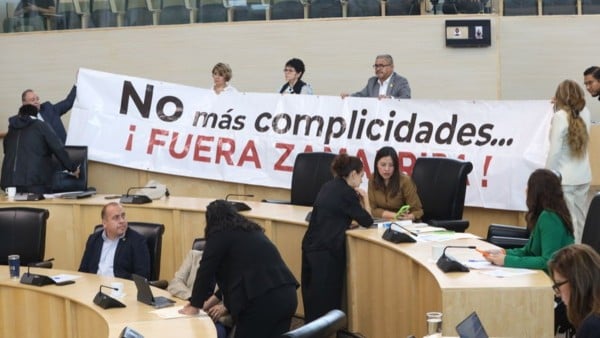 No más complicidades...
¡ FUERA ZAMARRIPA !